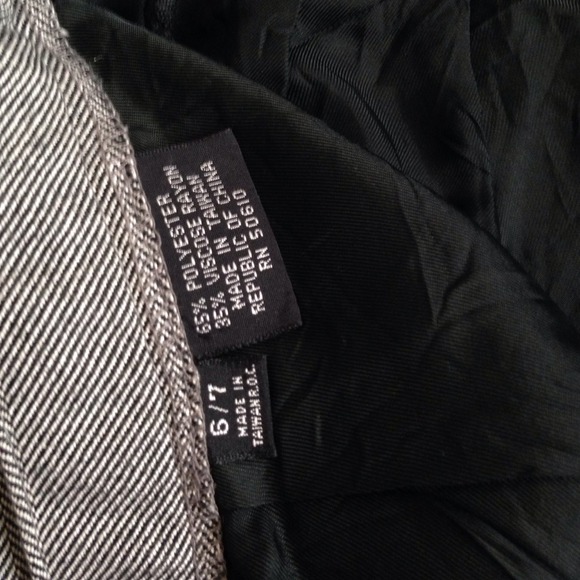 65% POLYESTER
35% VISCOSE RAYON
MADE IN TAIWAN
REPUBLIC OF CHINA
RN 50610
6/7
MADE IN
TAIWAN R.O.C.